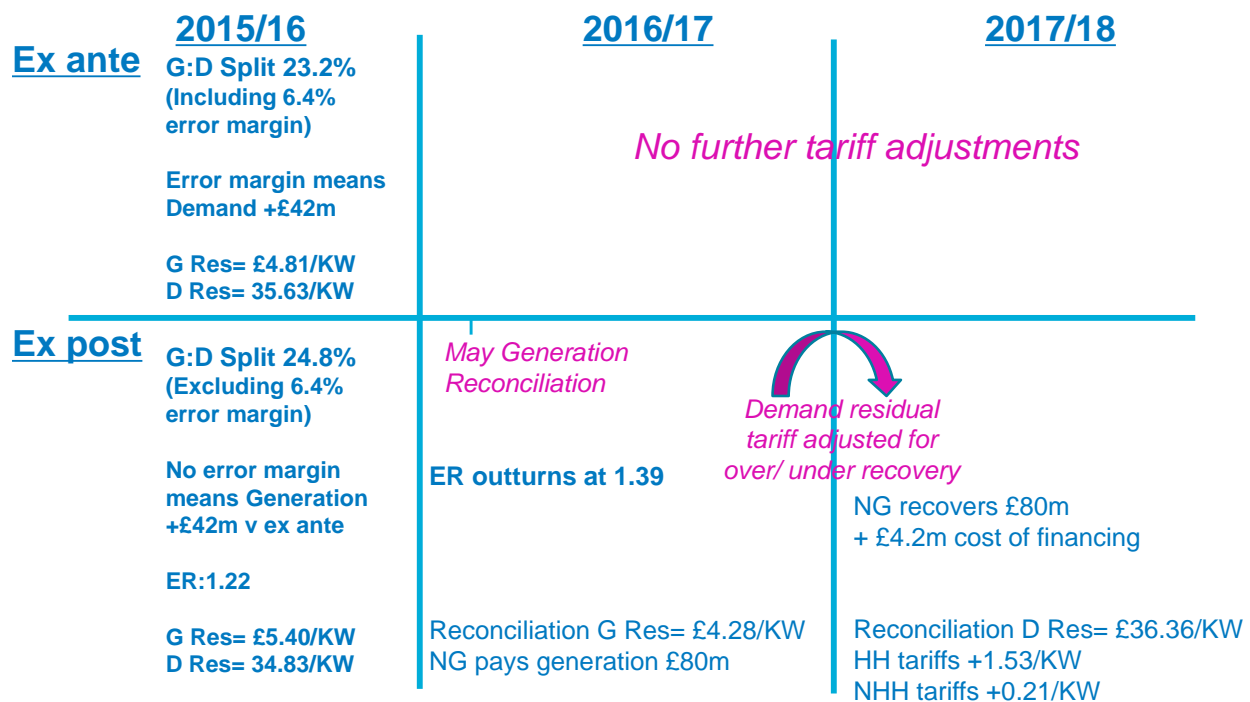 2015/16
2016/17
2017/18
Ex ante
G:D Split 23.2%
(Including 6.4%
error margin)
Error margin means
Demand +£42m
G Res= £4.81/KW
D Res= 35.63/KW
No further tariff adjustments
Ex post
G:D Split 24.8%
(Excluding 6.4%
error margin)
No error margin
means Generation
+£42m v ex ante
ER:1.22
G Res= £5.40/KW
D Res= 34.83/KW
May Generation
Reconciliation
ER outturns at 1.39
Reconciliation G Res= £4.28/KW
NG pays generation £80m
Demand residual
tariff adjusted for
over/ under recovery
NG recovers £80m
+ £4.2m cost of financing
Reconciliation D Res= £36.36/KW
HH tariffs +1.53/KW
NHH tariffs +0.21/KW